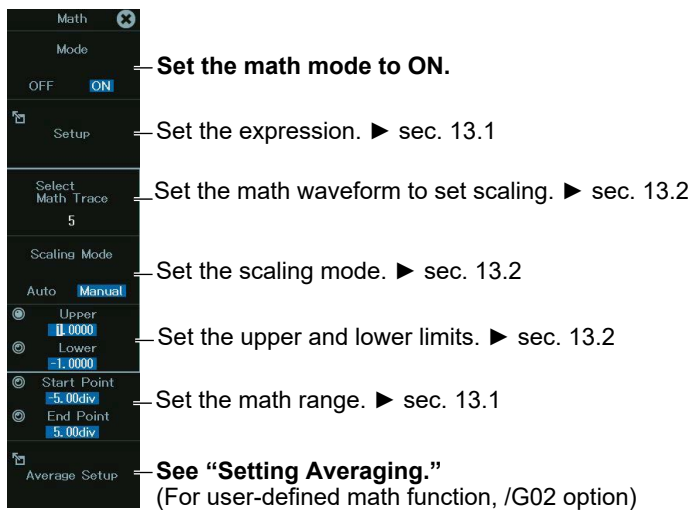 Math
Mode
OFF ON
Set the math mode to ON.
Setup
Set the expression. ► sec. 13.1
Select
Math Trace
5
Set the math waveform to set scaling. ► sec. 13.2
Scaling Mode
Auto Manual
Set the scaling mode. ► sec. 13.2
Upper
1.0000
Lower
-1.0000
Set the upper and lower limits. ► sec. 13.2
Start Point
-5.00div
End Point
5.00div
Set the math range. ► sec. 13.1
Average Setup
See “Setting Averaging.”
(For user-defined math function, /G02 option)